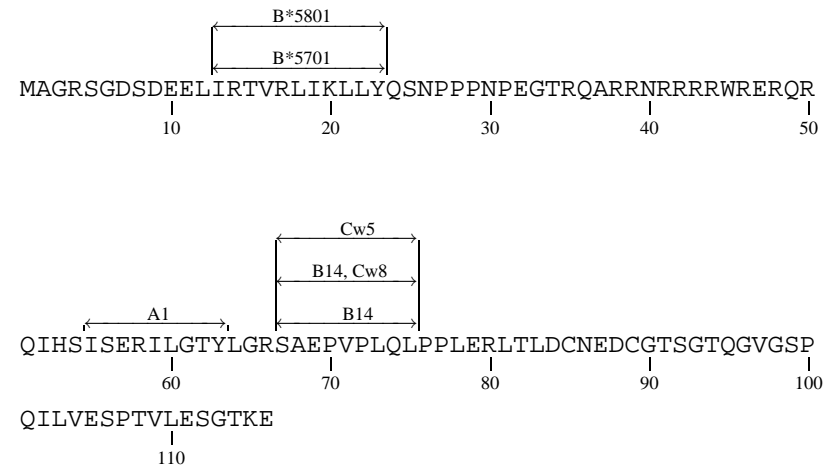 B*5801
B*5701
MAGRSGDSDEELIRTVRLIKLLYQSNPPPNPEGTRQARRNRRRRWRERQR
10 20 30 40 50
Cw5
B14, Cw8
A1 B14
QIHSISERILGTYLGRSAEPVPLQLPPLERLTLDCNEDCGTSGTQGVGSP
60 70 80 90 100
QILVESPTVLESGTKE
110